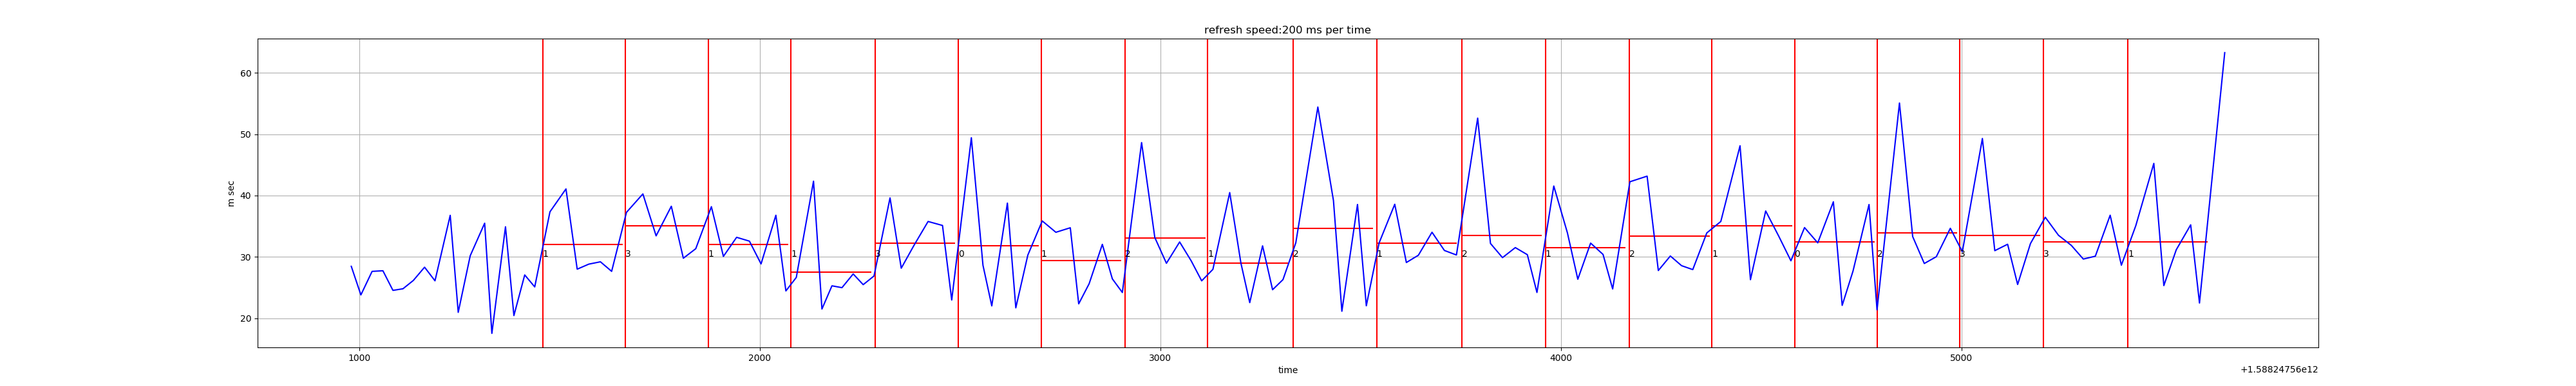 refresh speed:200 ms per time
60
50
40
30
20
m sec
1 3 1 1 3 0 1 2 1 2 1 2 1 2 1 0 2 3 3 1
1000 2000 3000 4000 5000
time
+1.58824756e12